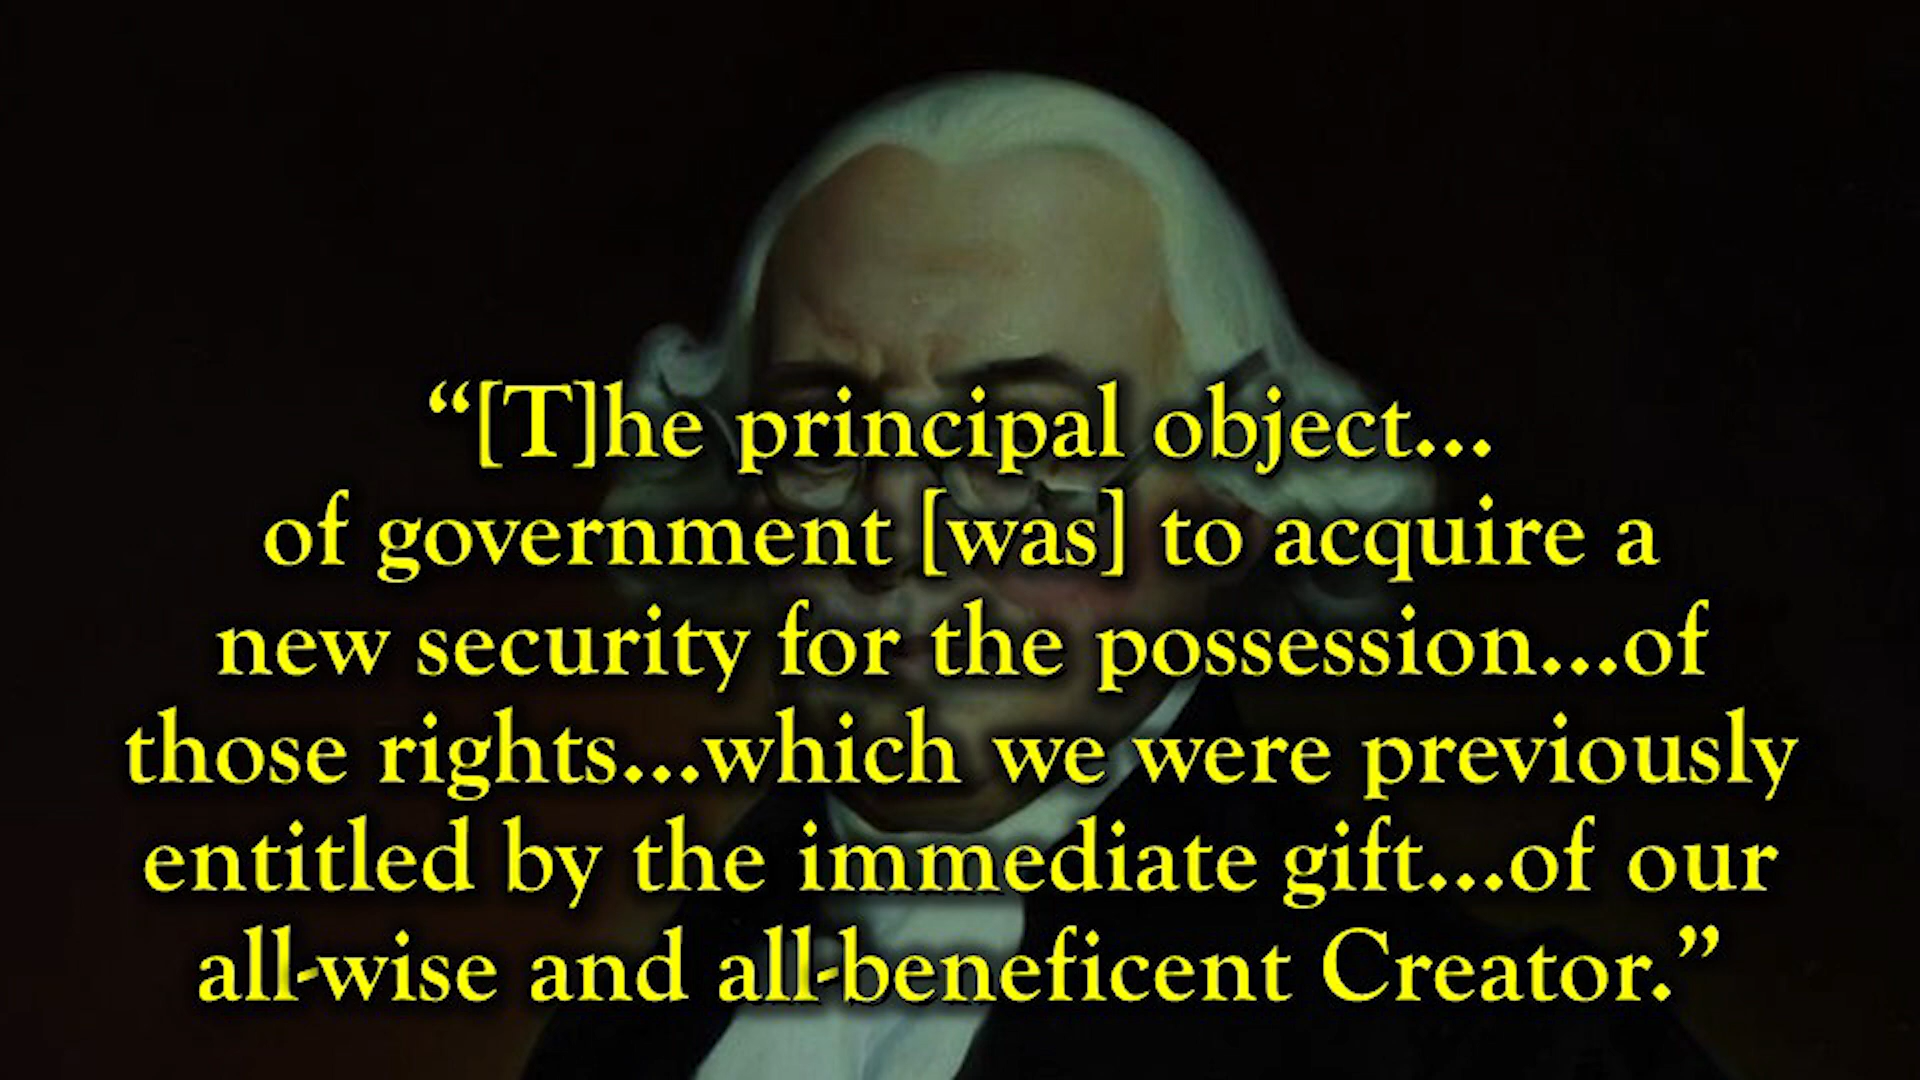 “[T]he principal object...
of government [was] to acquire a
new security for the possession...of
those rights...which we were previously
entitled by the immediate gift...of our
all-wise and all-beneficent Creator.”